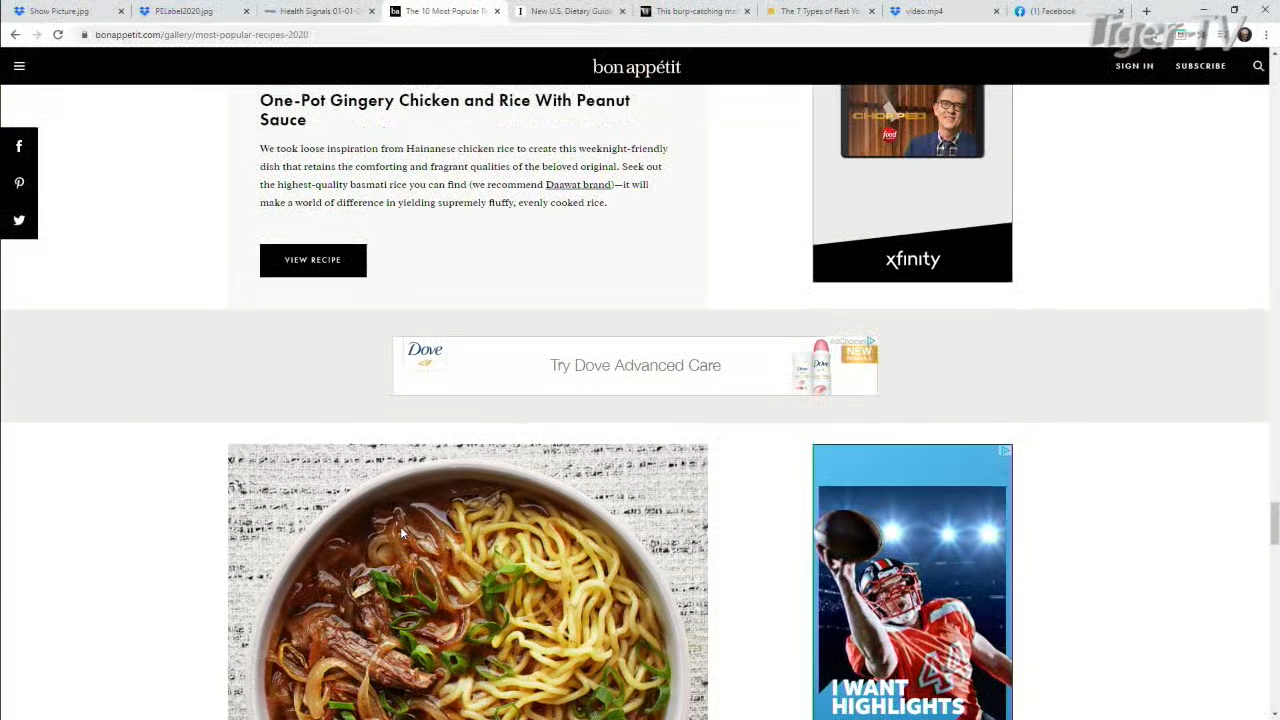 Show Picture.jpg
PELabel2020.jpg
Health Signals 01-01-2
ba The 10 Most Popular R
New U.S. Dietary Guide
This burp-catching ma
The 7 Types of Rest Yo
video.mp4
(1) Facebook
bonappetit.com/gallery/most-popular-recipes-2020
Tiger TV
bon appétit
SIGN IN
SUBSCRIBE
One-Pot Gingery Chicken and Rice With Peanut
Sauce
We took loose inspiration from Hainanese chicken rice to create this weeknight-friendly
dish that retains the comforting and fragrant qualities of the beloved original. Seek out
the highest-quality basmati rice you can find (we recommend Daawat brand)—it will
make a world of difference in yielding supremely fluffy, evenly cooked rice.
VIEW RECIPE
CHOPPED
food
xfinity
Dove
Try Dove Advanced Care
Dove
Dove
AdChoices
NEW
I WANT
HIGHLIGHTS